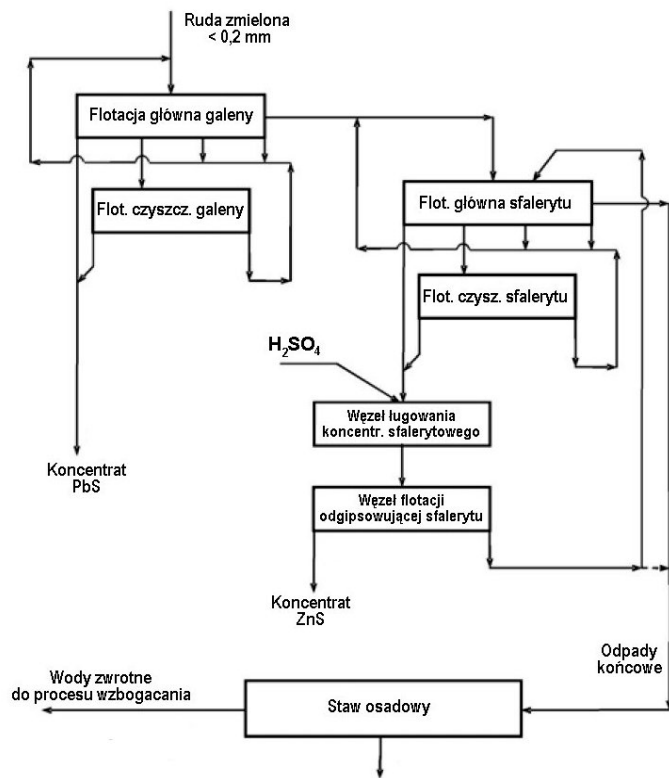 Ruda zmielona
< 0,2 mm
Flotacja główna galeny
Flot. czyszcz. galeny
Flot. główna sfalerytu
Flot. czysz. sfalerytu
H₂SO₄
Węzeł ługowania
koncentr. sfalerytowego
Koncentrat
PbS
Węzeł flotacji
odgipsowującej sfalerytu
Koncentrat
ZnS
Odpady
końcowe
Wody zwrotne
do procesu wzbogacania
Staw osadowy